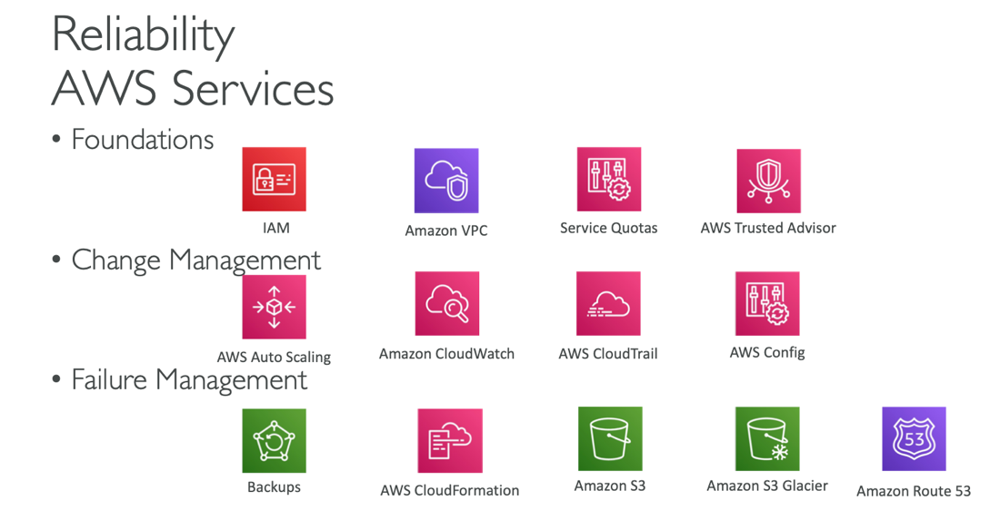 Reliability
AWS Services
• Foundations
IAM
Amazon VPC
Service Quotas
AWS Trusted Advisor
• Change Management
AWS Auto Scaling
Amazon CloudWatch
AWS CloudTrail
AWS Config
• Failure Management
Backups
AWS CloudFormation
Amazon S3
Amazon S3 Glacier
53
Amazon Route 53